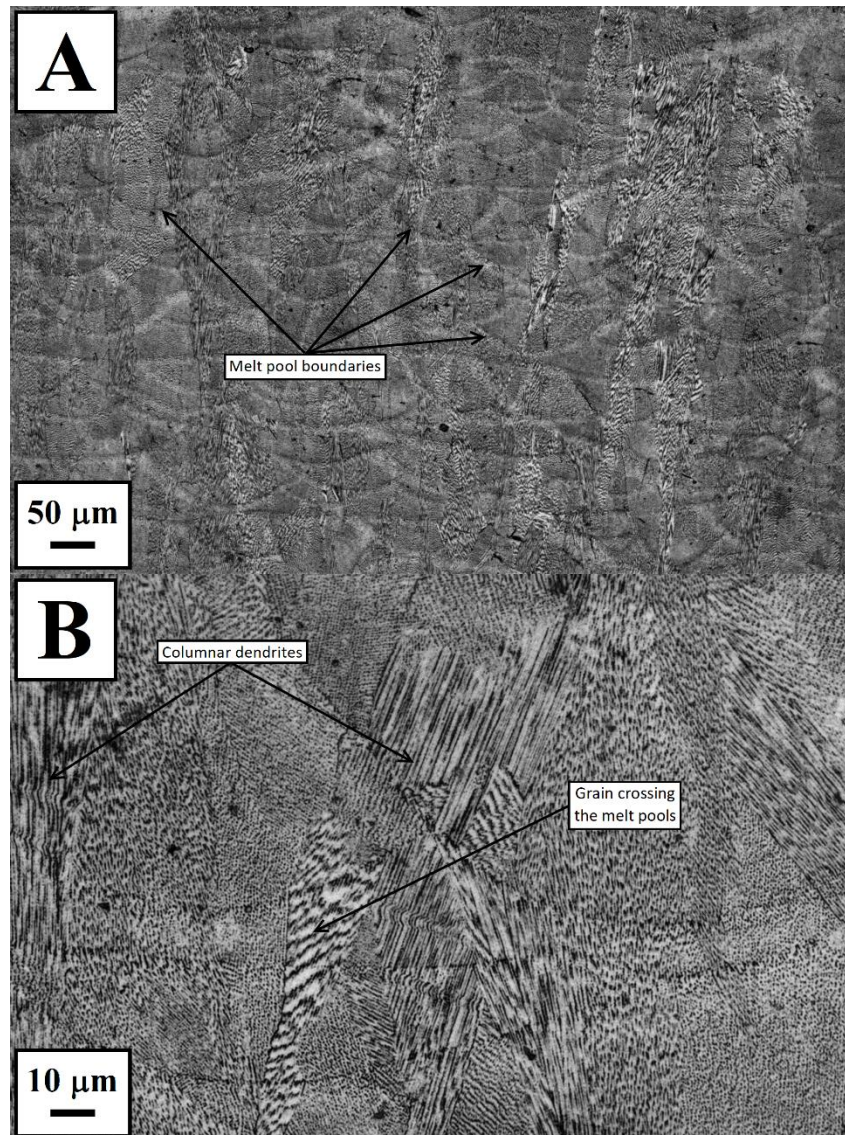 A
Melt pool boundaries
50 μm
B
Columnar dendrites
Grain crossing
the melt pools
10 μm